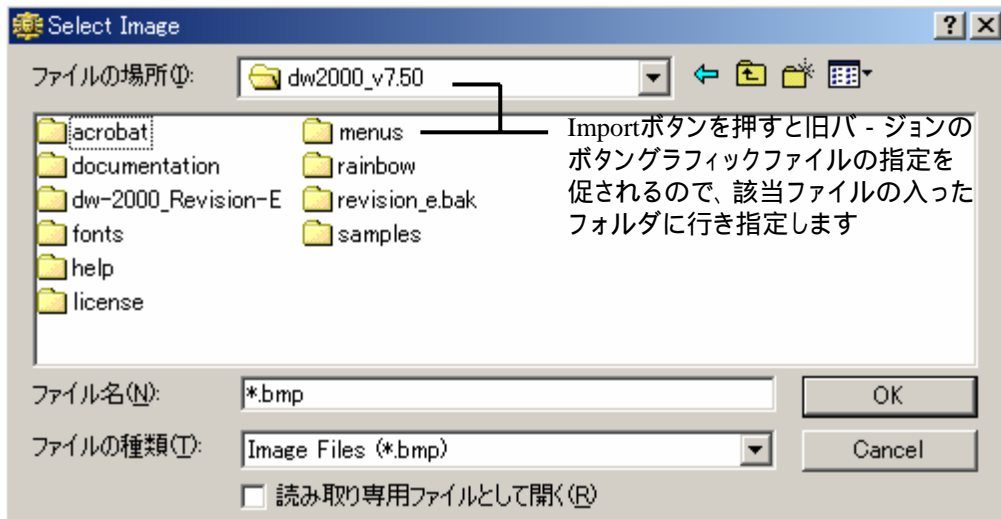 Select Image
ファイルの場所(I):
dw2000_v7.50
acrobat
documentation
dw-2000_Revision-E
fonts
help
license
menus
rainbow
revision_e.bak
samples
Importボタンを押すと旧バ - ジョンの
ボタングラフィックファイルの指定を
促されるので、該当ファイルの入った
フォルダに行き指定します
ファイル名(N):
*.bmp
OK
ファイルの種類(T):
Image Files (*.bmp)
Cancel
読み取り専用ファイルとして開く(R)